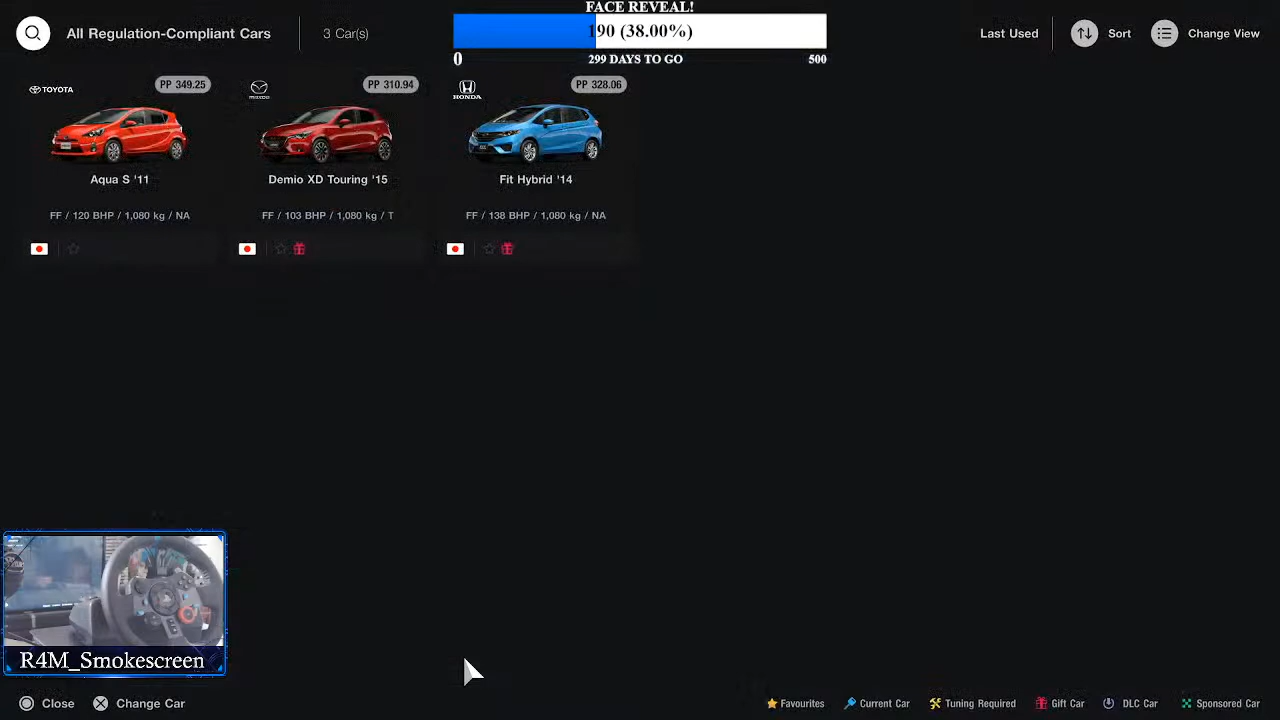 FACE REVEAL!
All Regulation-Compliant Cars
3 Car(s)
190 (38.00%)
Last Used
Sort
Change View
0
299 DAYS TO GO
500
TOYOTA
PP 349.25
mazda
PP 310.94
HONDA
PP 328.06
Aqua S '11
Demio XD Touring '15
Fit Hybrid '14
FF / 120 BHP / 1,080 kg / NA
FF / 103 BHP / 1,080 kg / T
FF / 138 BHP / 1,080 kg / NA
R4M_Smokescreen
Close
Change Car
Favourites
Current Car
Tuning Required
Gift Car
DLC Car
Sponsored Car